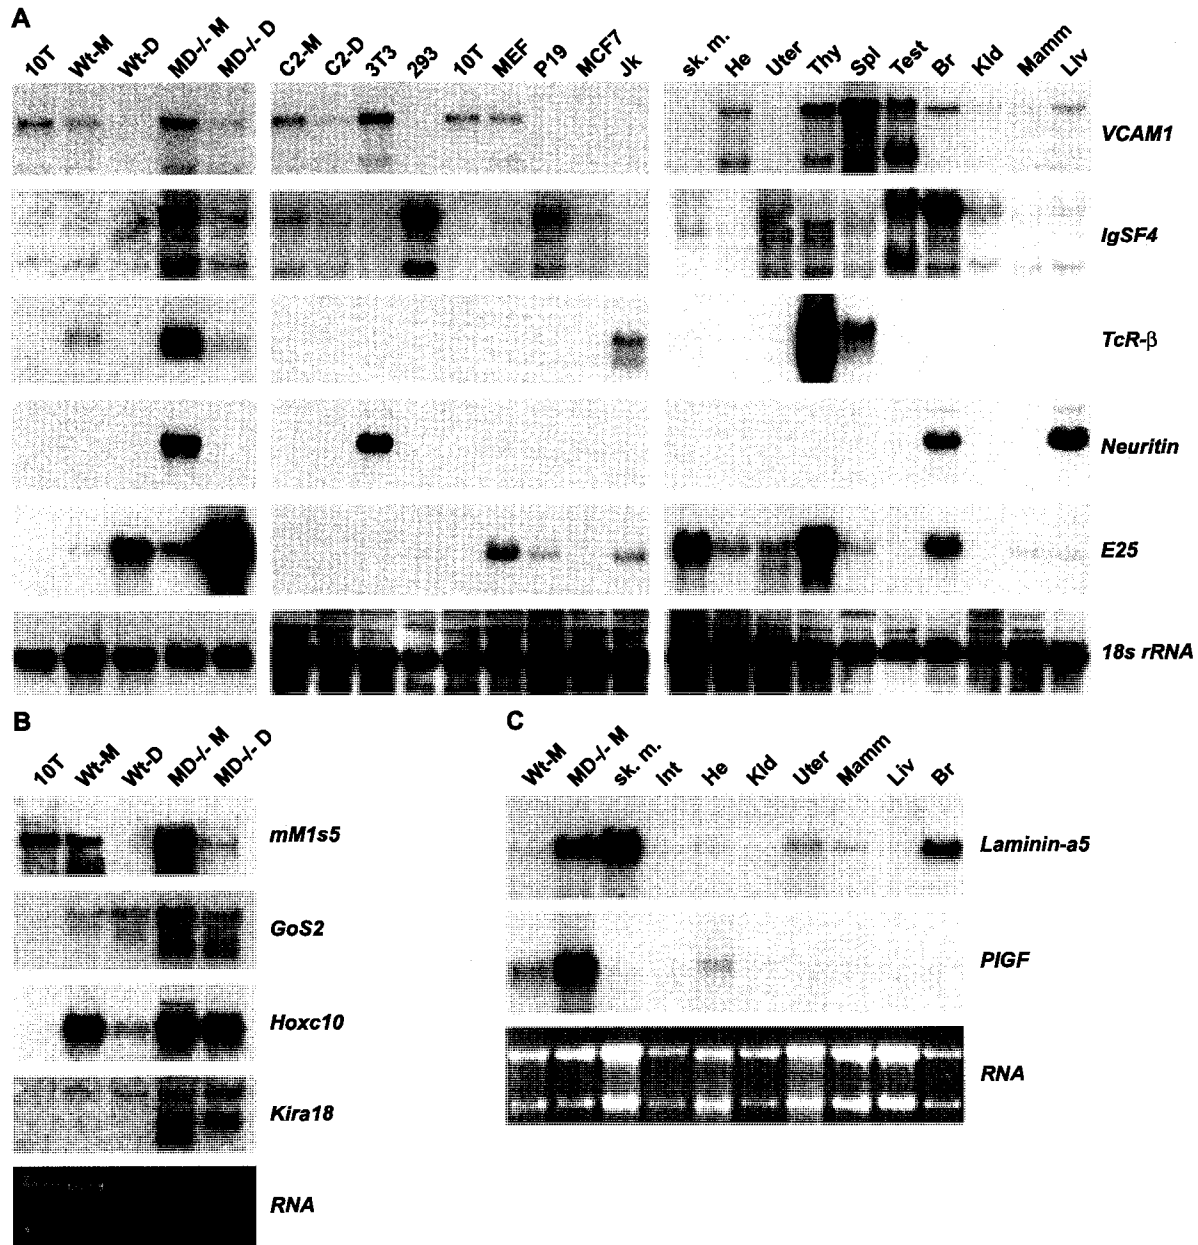 A
10T Wt-M Wt-D MD-/- M MD-/- D C2-M C2-D 3T3 293 10T MEF P19 MCF7 Jk sk. m. He Uter Thy Spl Test Br Kid Mamm Liv
VCAM1
IgSF4
TcR-β
Neuritin
E25
18s rRNA
B
10T Wt-M Wt-D MD-/- M MD-/- D
mM1s5
GoS2
Hoxc10
Kira18
RNA
C
Wt-M MD-/- M sk. m. Int He Kid Uter Mamm Liv Br
Laminin-a5
PlGF
RNA